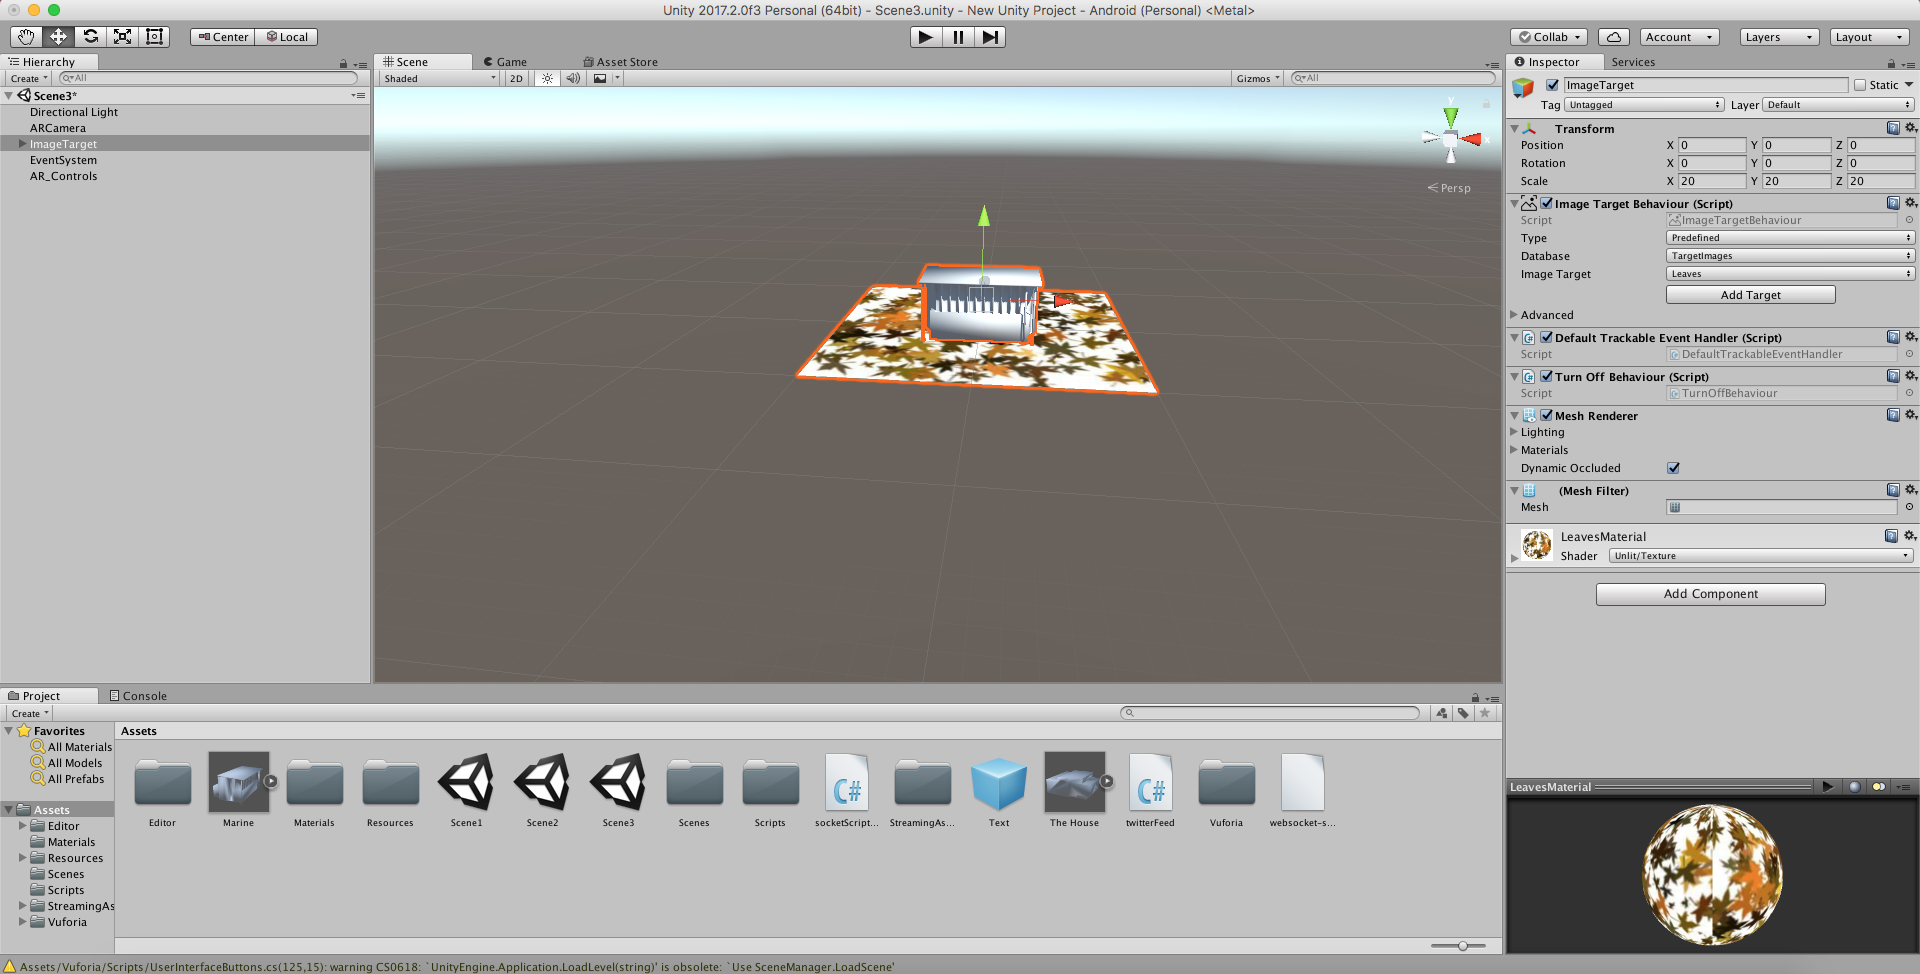 Unity 2017.2.0f3 Personal (64bit) - Scene3.unity - New Unity Project - Android (Personal) <Metal>
Center Local Collab Account Layers Layout
Hierarchy
Create All
Scene3*
Directional Light
ARCamera
ImageTarget
EventSystem
AR_Controls
Scene Game Asset Store
Shaded 2D Gizmos All
y
x
Persp
Inspector Services
ImageTarget Static
Tag Untagged Layer Default
Transform
Position X 0 Y 0 Z 0
Rotation X 0 Y 0 Z 0
Scale X 20 Y 20 Z 20
Image Target Behaviour (Script)
Script ImageTargetBehaviour
Type Predefined
Database TargetImages
Image Target Leaves
Add Target
Advanced
Default Trackable Event Handler (Script)
Script DefaultTrackableEventHandler
Turn Off Behaviour (Script)
Script TurnOffBehaviour
Mesh Renderer
Lighting
Materials
Dynamic Occluded
(Mesh Filter)
Mesh
LeavesMaterial
Shader Unlit/Texture
Add Component
LeavesMaterial
Project Console
Create
Favorites
All Materials
All Models
All Prefabs
Assets
Editor
Materials
Resources
Scenes
Scripts
StreamingAs
Vuforia
Assets
C# C#
Editor Marine Materials Resources Scene1 Scene2 Scene3 Scenes Scripts socketScript... StreamingAs... Text The House twitterFeed Vuforia websocket-s...
Assets/Vuforia/Scripts/UserInterfaceButtons.cs(125,15): warning CS0618: `UnityEngine.Application.LoadLevel(string)' is obsolete: `Use SceneManager.LoadScene'